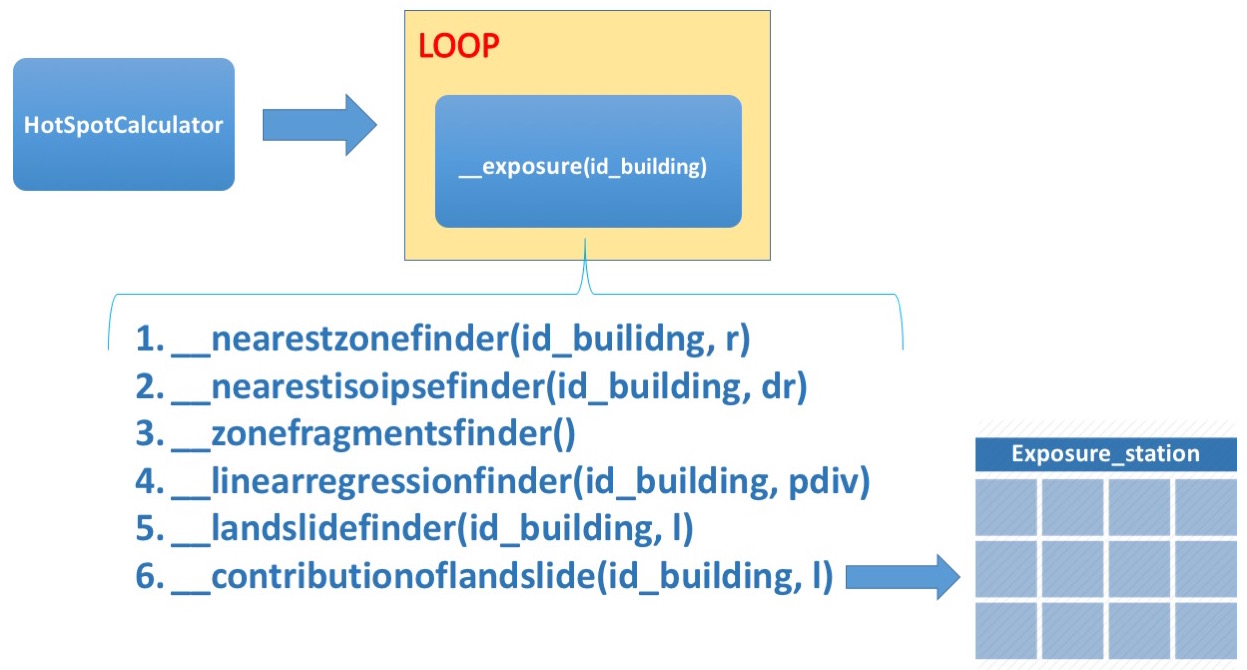 LOOP
HotSpotCalculator
__exposure(id_building)
1. __nearestzonefinder(id_builidng, r)
2. __nearestisoipsefinder(id_building, dr)
3. __zonefragmentsfinder()
4. __linearregressionfinder(id_building, pdiv)
5. __landslidefinder(id_building, l)
6. __contributionoflandslide(id_building, l)
Exposure_station